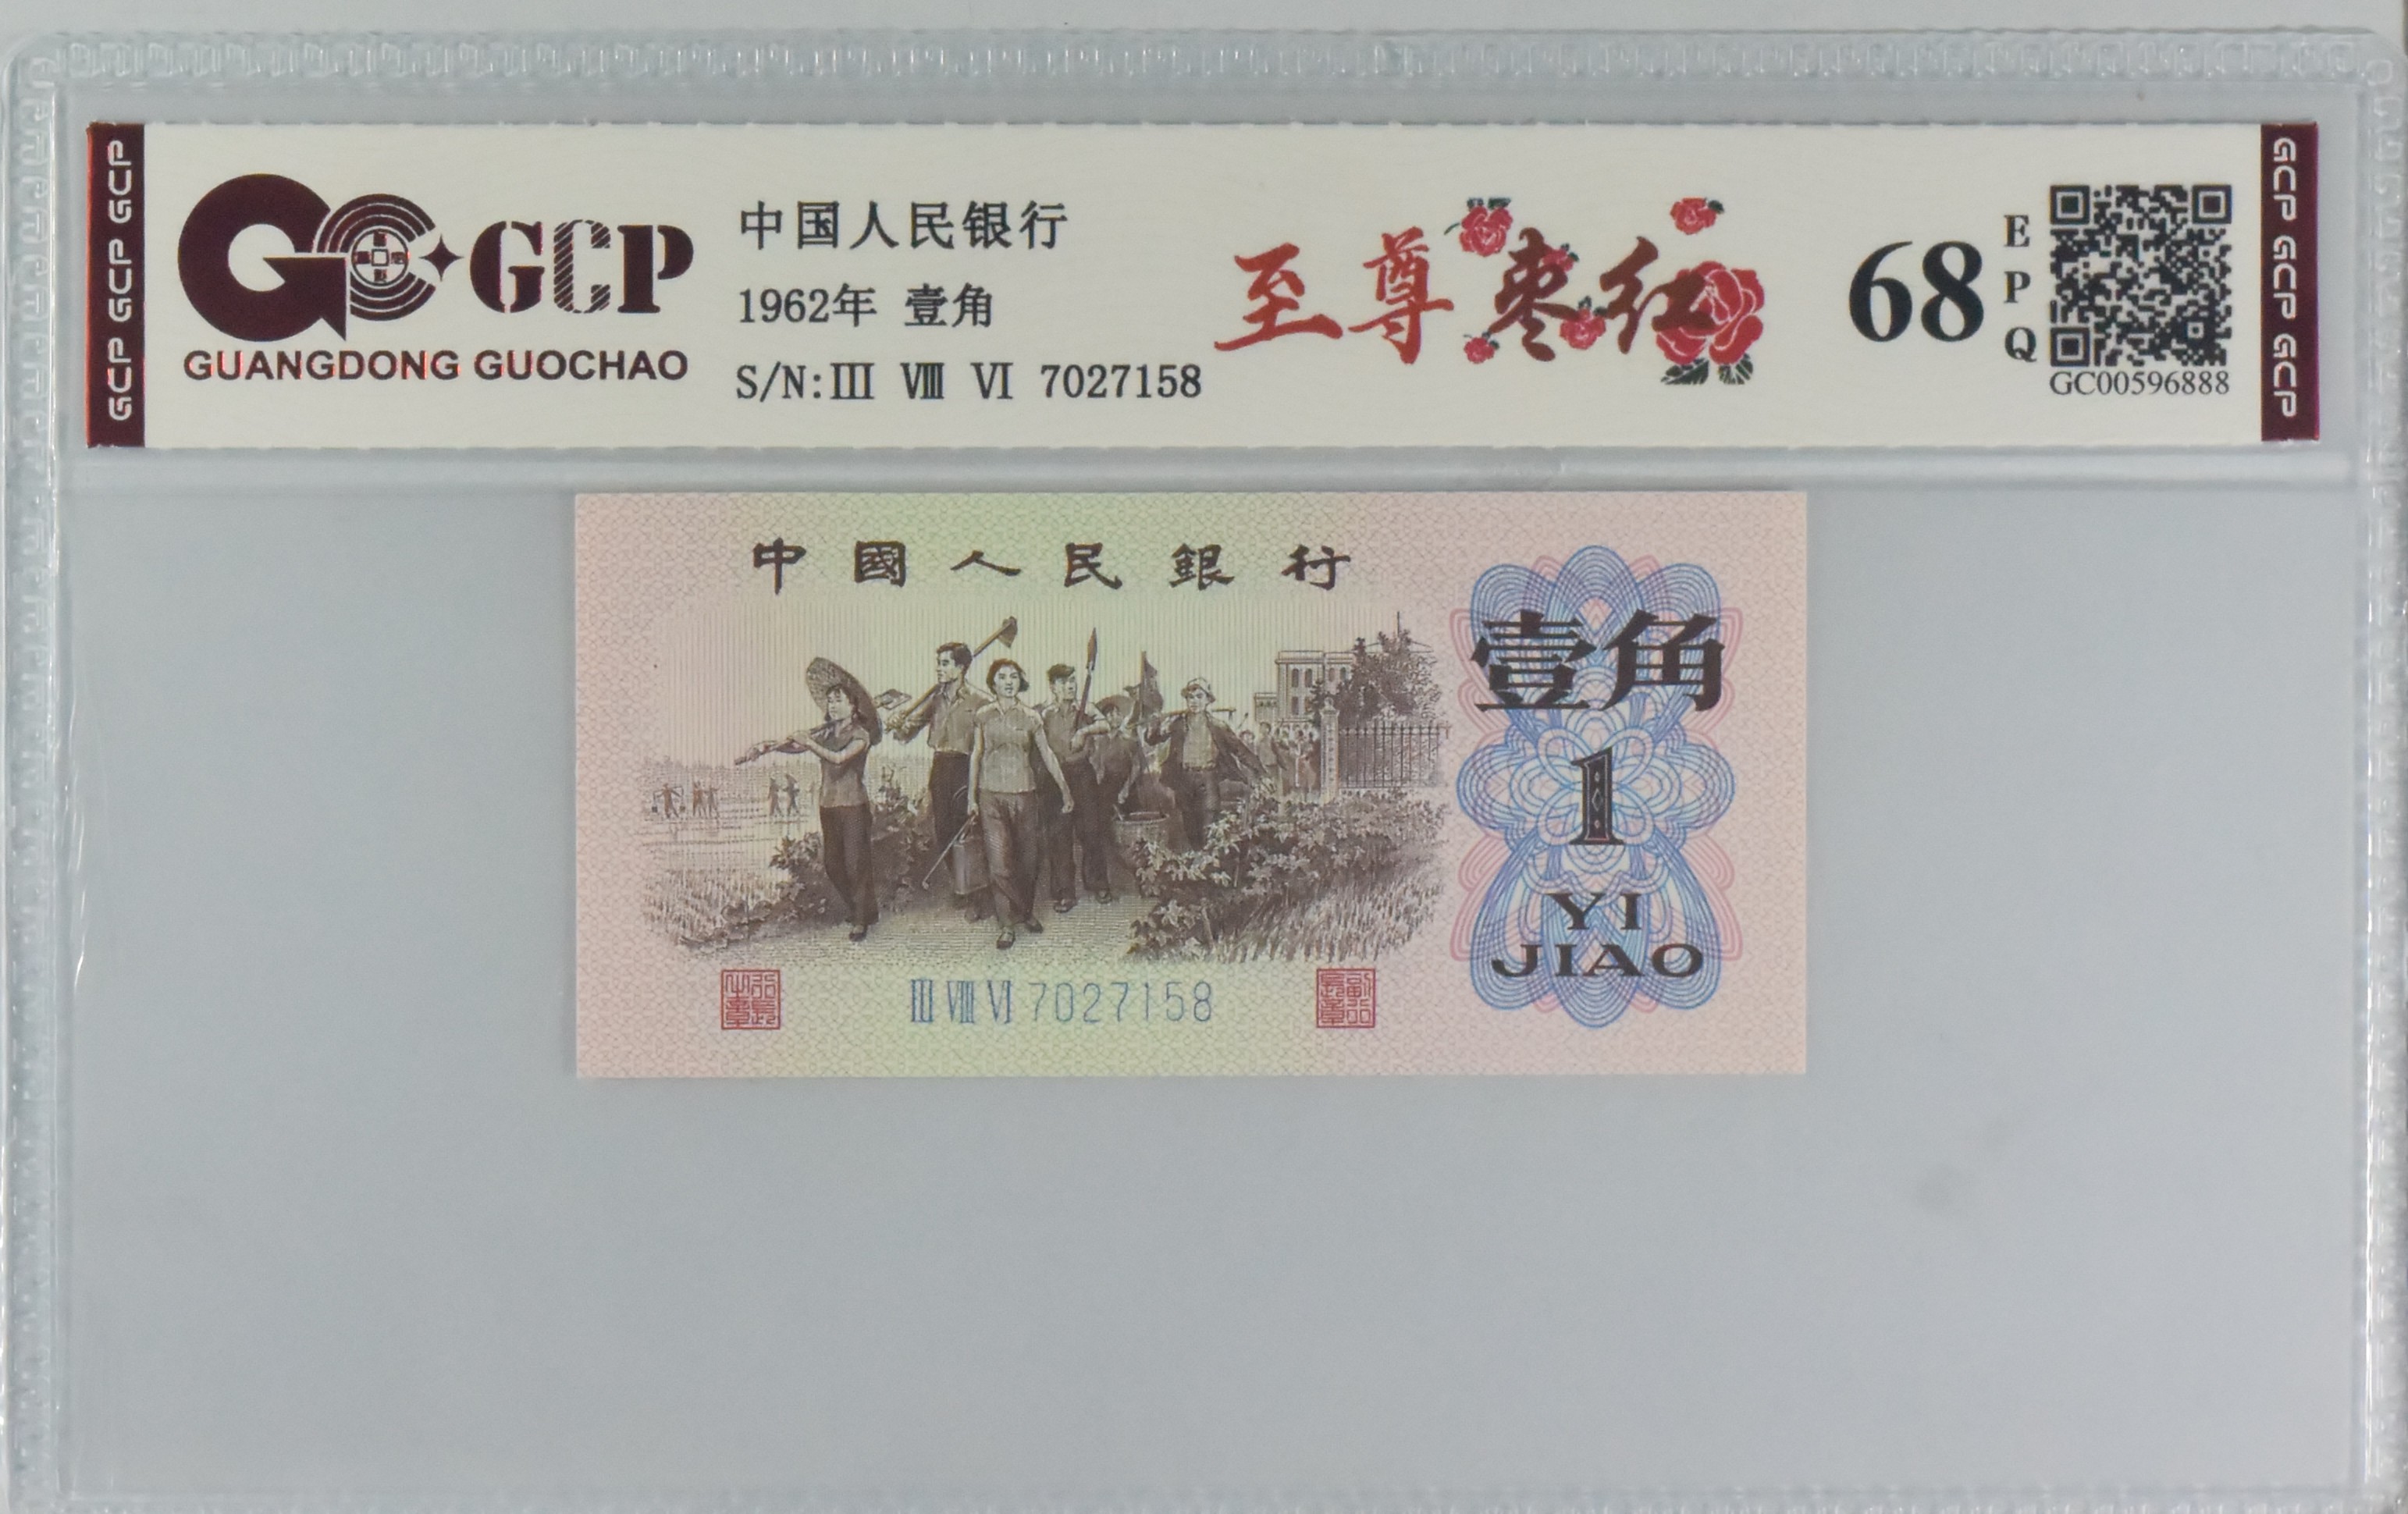 GCP GCP GCP
GCP
GUANGDONG GUOCHAO
中国人民银行
1962年 壹角
S/N:Ⅲ Ⅷ Ⅵ 7027158
至尊枣红
68
EPQ
GC00596888
GCP GCP GCP
中國人民銀行
壹角
1
YI
JIAO
Ⅲ Ⅷ Ⅵ 7027158